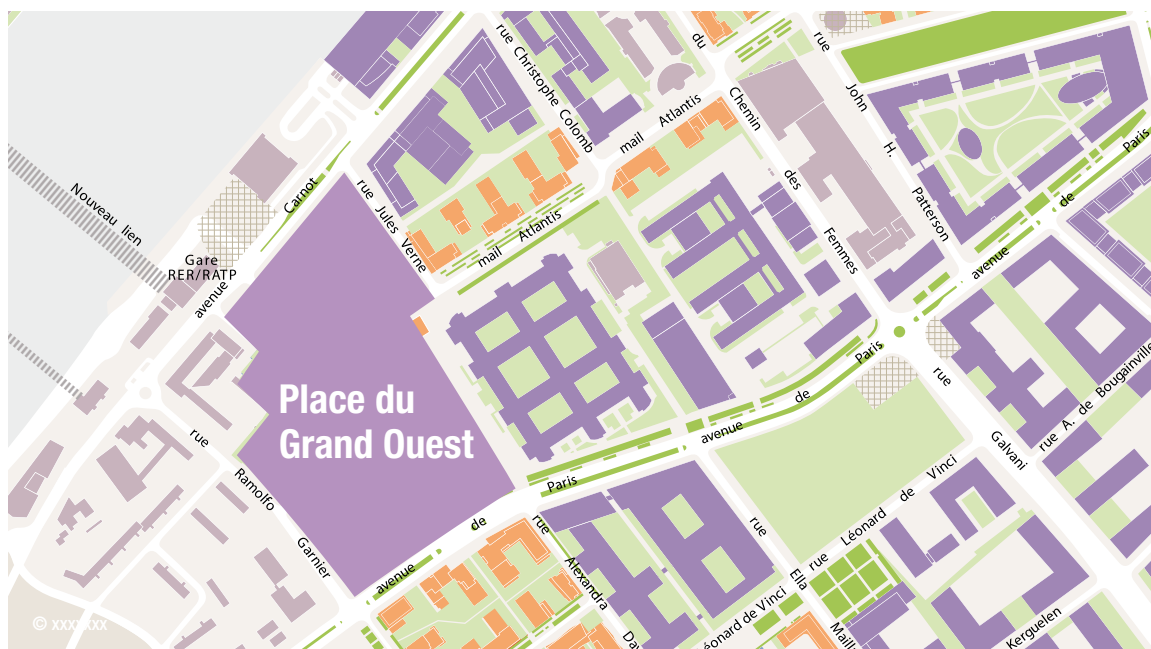 rue Christophe Colomb
du Chemin des Femmes
rue John H. Patterson
mail Atlantis
avenue de Paris
Nouveau lien
Carnot
avenue
Gare
RER/RATP
rue Jules Verne
mail Atlantis
Place du
Grand Ouest
avenue de Paris
rue Galvani
rue A. de Bougainville
rue Ramolfo Garnier
avenue de Paris
rue Alexandra
rue Ella
rue Léonard de Vinci
Léonard de Vinci
Kerguelen
© xxxxxxx